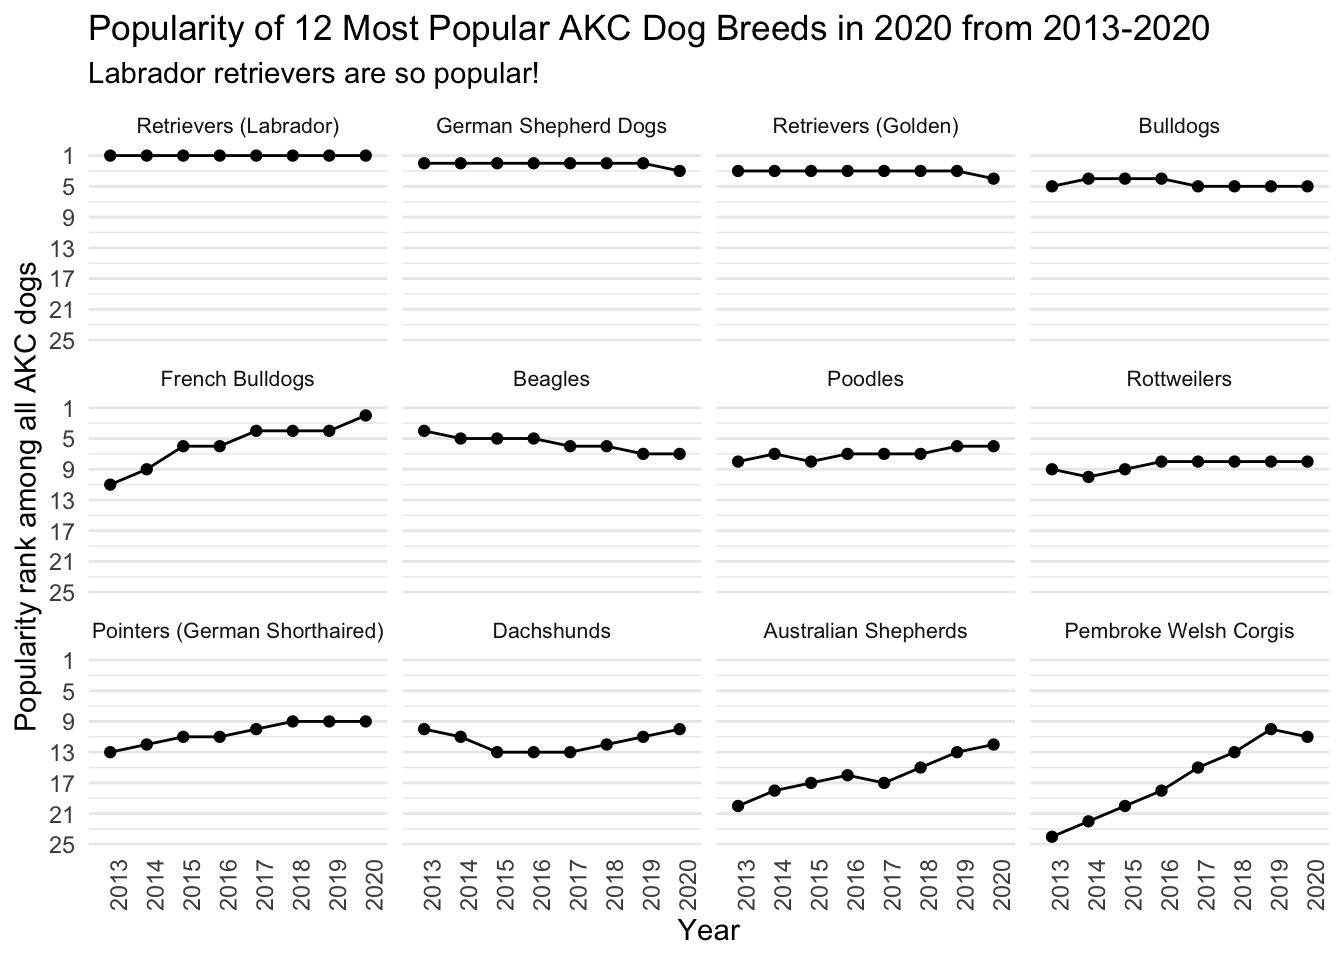 Popularity of 12 Most Popular AKC Dog Breeds in 2020 from 2013-2020
Labrador retrievers are so popular!
Popularity rank among all AKC dogs
Retrievers (Labrador)
German Shepherd Dogs
Retrievers (Golden)
Bulldogs
1
5
9
13
17
21
25
French Bulldogs
Beagles
Poodles
Rottweilers
1
5
9
13
17
21
25
Pointers (German Shorthaired)
Dachshunds
Australian Shepherds
Pembroke Welsh Corgis
1
5
9
13
17
21
25
2013 2014 2015 2016 2017 2018 2019 2020
2013 2014 2015 2016 2017 2018 2019 2020
2013 2014 2015 2016 2017 2018 2019 2020
2013 2014 2015 2016 2017 2018 2019 2020
Year